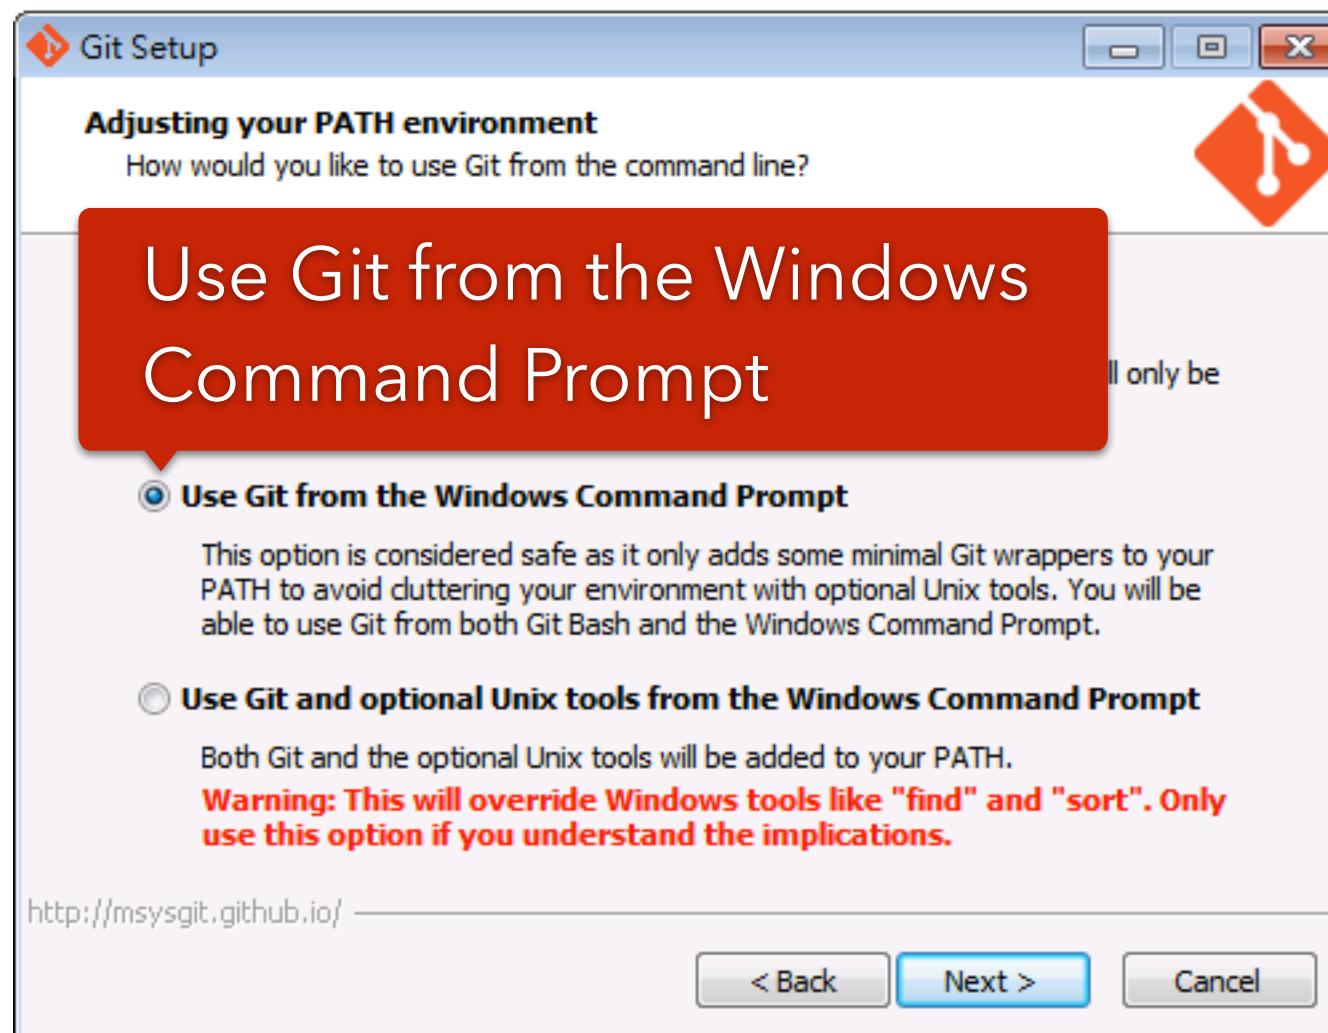 Git Setup
Adjusting your PATH environment
How would you like to use Git from the command line?
Use Git from the Windows
Command Prompt
only be
Use Git from the Windows Command Prompt
This option is considered safe as it only adds some minimal Git wrappers to your
PATH to avoid cluttering your environment with optional Unix tools. You will be
able to use Git from both Git Bash and the Windows Command Prompt.
Use Git and optional Unix tools from the Windows Command Prompt
Both Git and the optional Unix tools will be added to your PATH.
Warning: This will override Windows tools like "find" and "sort". Only
use this option if you understand the implications.
http://msysgit.github.io/
< Back
Next >
Cancel